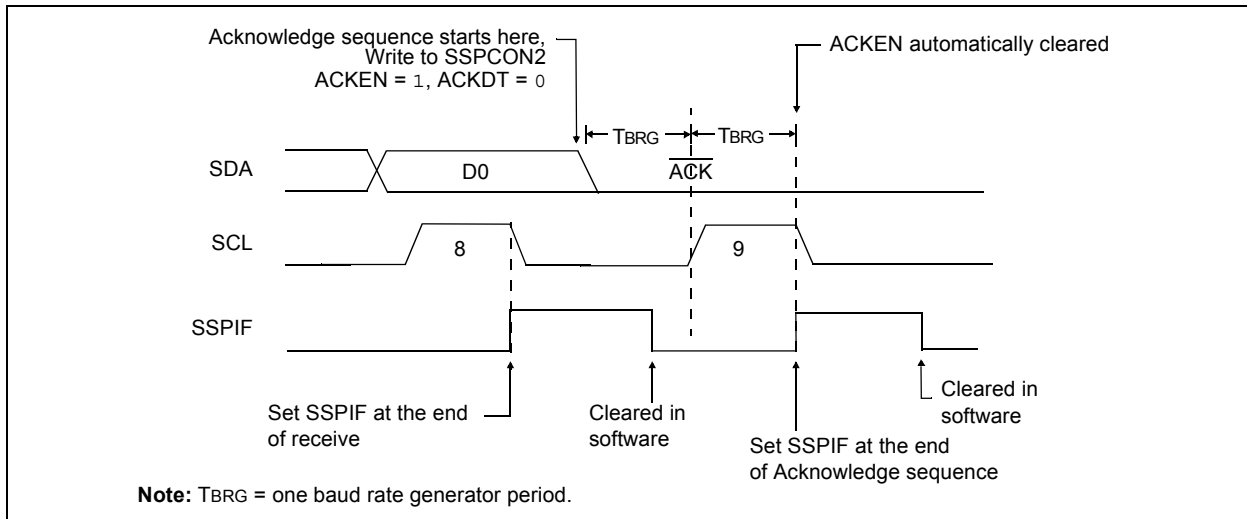 Acknowledge sequence starts here,
Write to SSPCON2
ACKEN = 1, ACKDT = 0
ACKEN automatically cleared
TBRG
TBRG
SDA
D0
ACK
SCL
8
9
SSPIF
Set SSPIF at the end
of receive
Cleared in
software
Set SSPIF at the end
of Acknowledge sequence
Cleared in
software
Note: TBRG = one baud rate generator period.